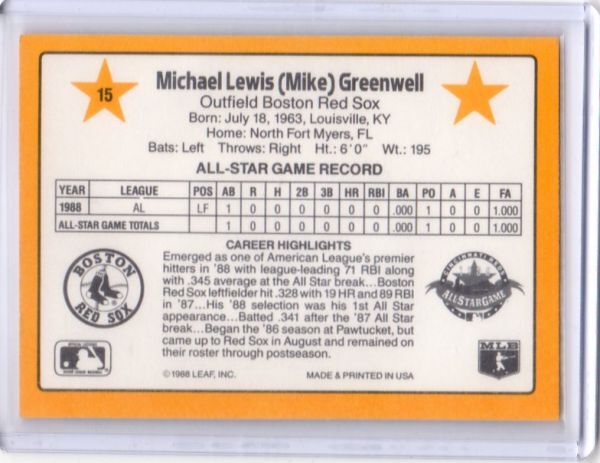 15
Michael Lewis (Mike) Greenwell
Outfield Boston Red Sox
Born: July 18, 1963, Louisville, KY
Home: North Fort Myers, FL
Bats: Left Throws: Right Ht.: 6'0" Wt.: 195
ALL-STAR GAME RECORD
YEAR LEAGUE POS AB R H 2B 3B HR RBI BA PO A E FA
1988 AL LF 1 0 0 0 0 0 0 .000 1 0 0 1.000
ALL-STAR GAME TOTALS 1 0 0 0 0 0 0 .000 1 0 0 1.000
CAREER HIGHLIGHTS
Emerged as one of American League's premier
hitters in '88 with league-leading 71 RBI along
with .345 average at the All Star break...Boston
Red Sox leftfielder hit .328 with 19 HR and 89 RBI
in '87...His '88 selection was his 1st All Star
appearance...Batted .341 after the '87 All Star
break...Began the '86 season at Pawtucket, but
came up to Red Sox in August and remained on
their roster through postseason.
BOSTON
RED SOX
CINCINNATI REDS
ALL STAR GAME
MLB
©1988 LEAF, INC. MADE & PRINTED IN USA